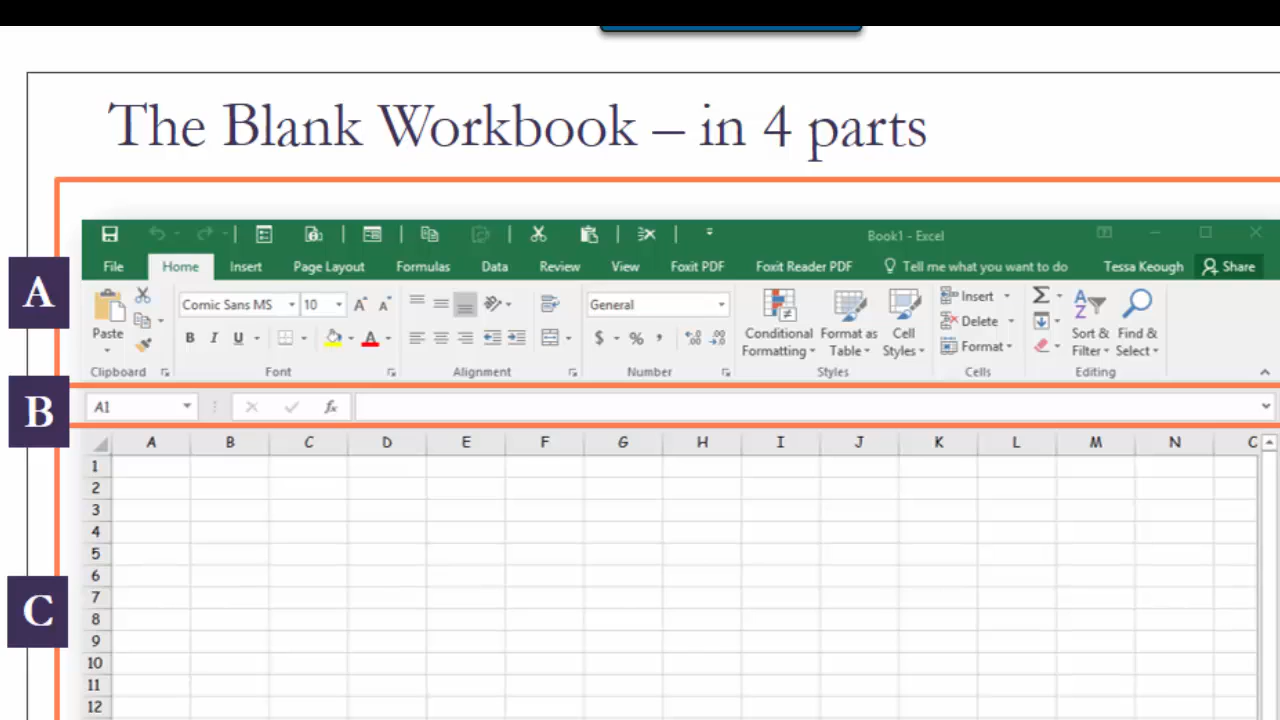 The Blank Workbook – in 4 parts
Book1 - Excel
File Home Insert Page Layout Formulas Data Review View Foxit PDF Foxit Reader PDF Tell me what you want to do Tessa Keough Share
A
Comic Sans MS 10 General Insert
Paste Conditional Format as Cell Delete Sort & Find &
B I U A $ % , Formatting Table Styles Format Filter Select
Clipboard Font Alignment Number Styles Cells Editing
B
A1 fx
A B C D E F G H I J K L M N
1
2
3
4
5
6
7
8
C
9
10
11
12